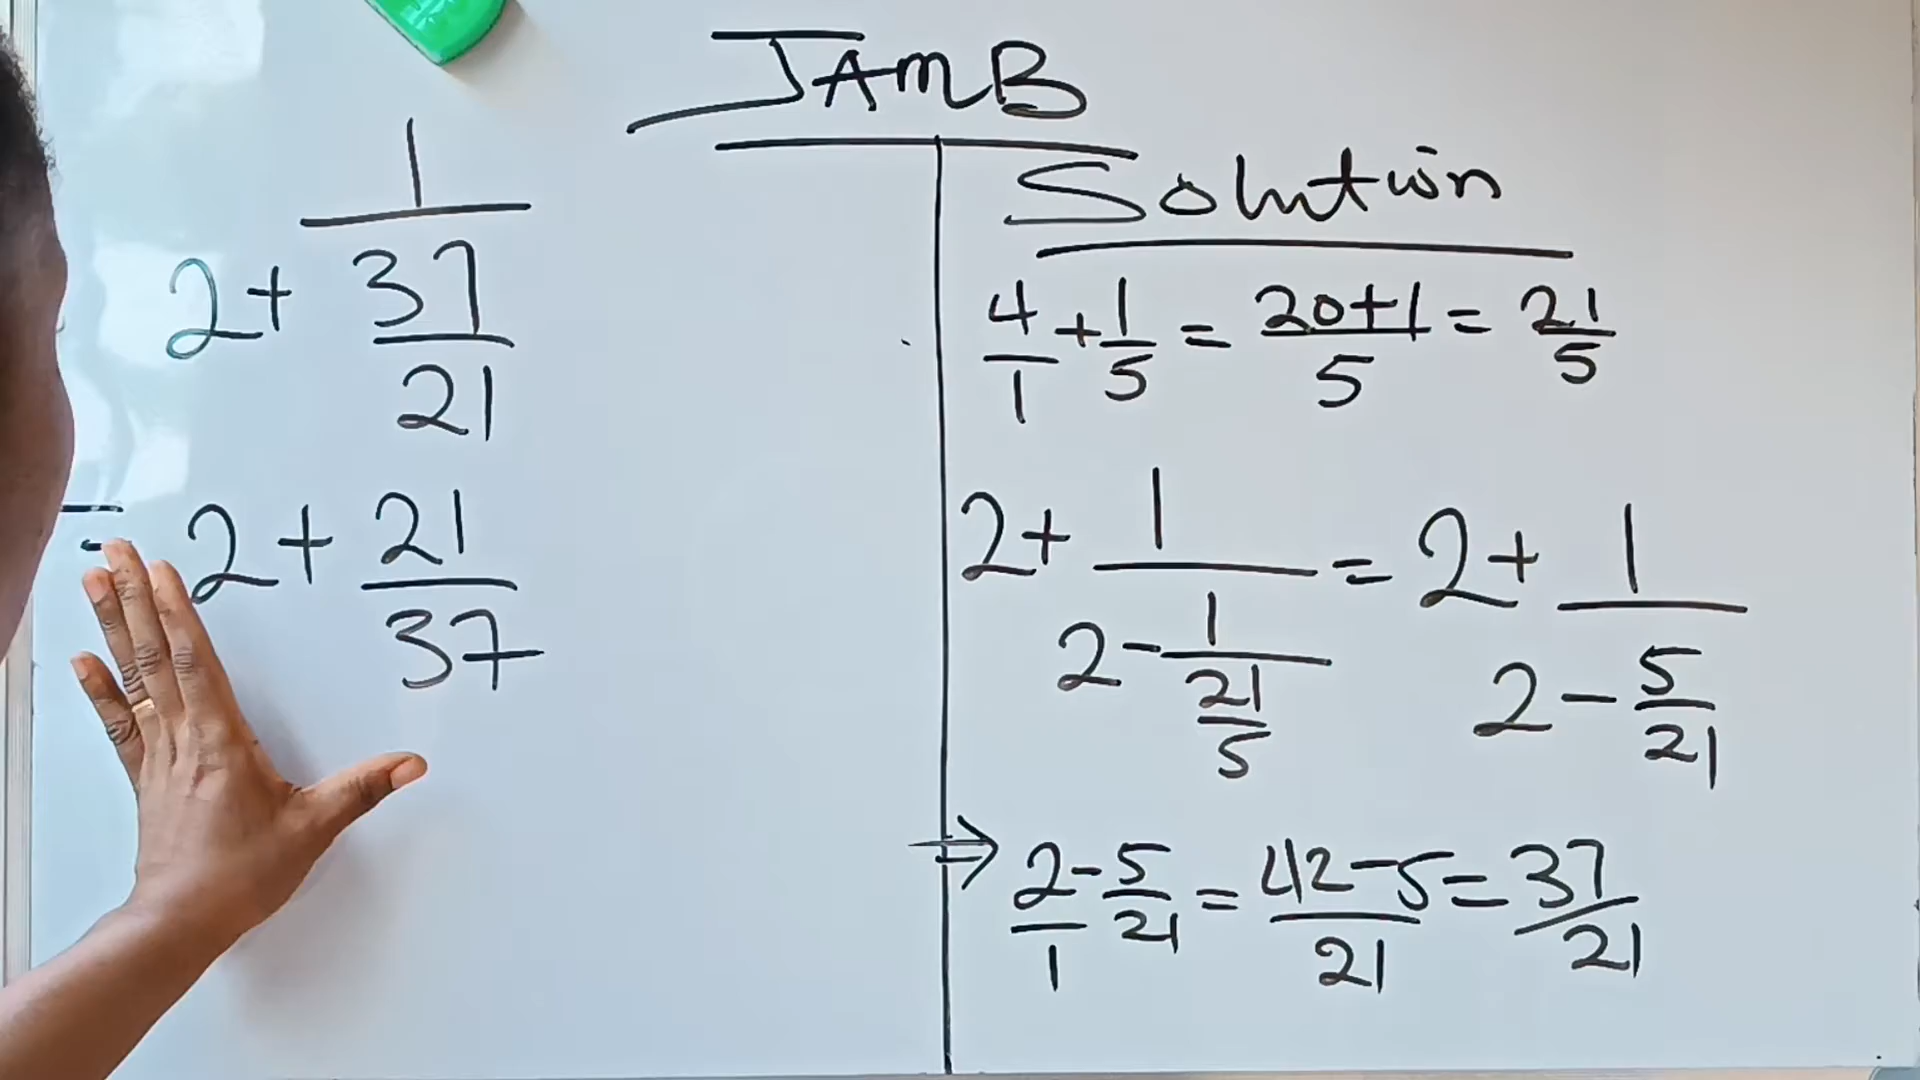 JAMB
2 + 1/(37/21)
= 2 + 21/37
Solution
4/1 + 1/5 = (20+1)/5 = 21/5
2 + 1/(2 - 1/(21/5)) = 2 + 1/(2 - 5/21)
⇒ 2/1 - 5/21 = (42-5)/21 = 37/21